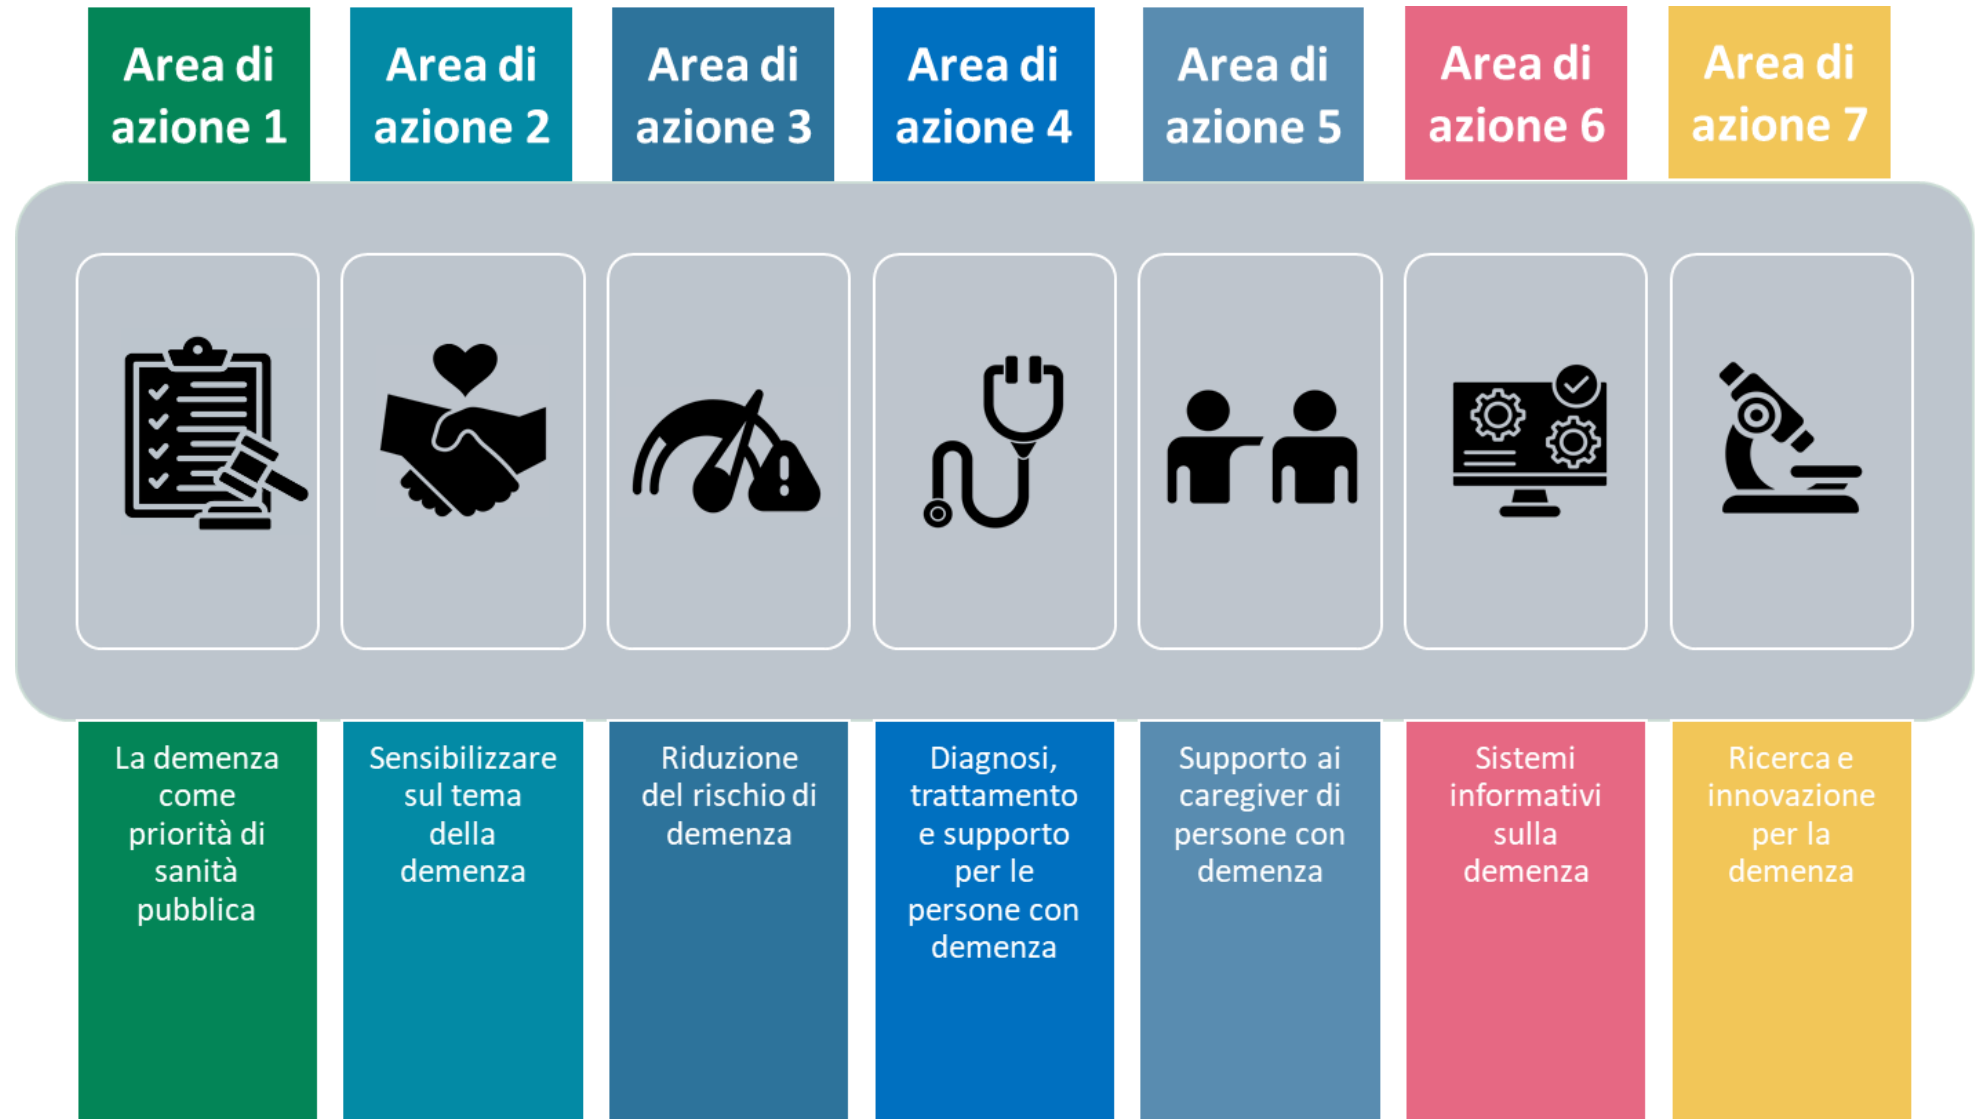 Area di
azione 1
Area di
azione 2
Area di
azione 3
Area di
azione 4
Area di
azione 5
Area di
azione 6
Area di
azione 7
La demenza
come
priorità di
sanità
pubblica
Sensibilizzare
sul tema
della
demenza
Riduzione
del rischio di
demenza
Diagnosi,
trattamento
e supporto
per le
persone con
demenza
Supporto ai
caregiver di
persone con
demenza
Sistemi
informativi
sulla
demenza
Ricerca e
innovazione
per la
demenza